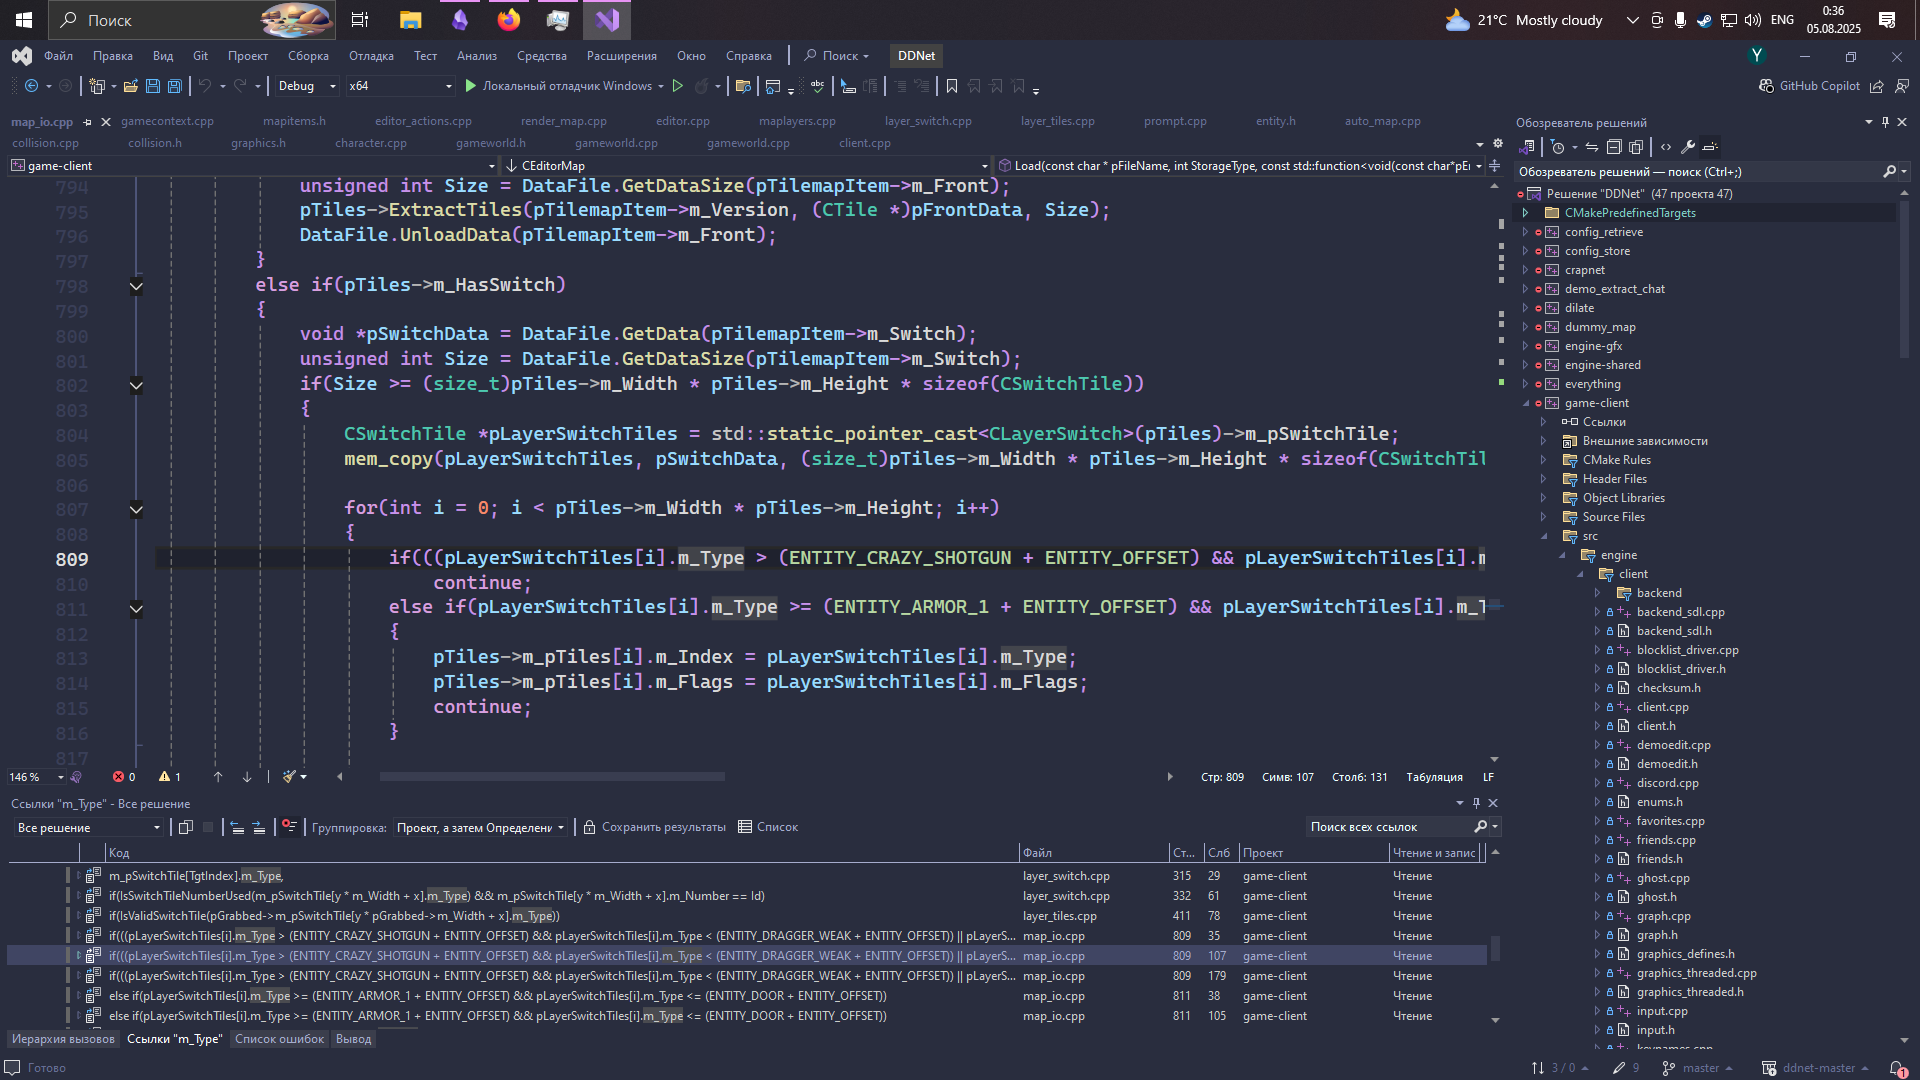 Поиск
21°C Mostly cloudy
ENG
0:36
05.08.2025
Файл Правка Вид Git Проект Сборка Отладка Тест Анализ Средства Расширения Окно Справка Поиск DDNet
Y
Debug x64 Локальный отладчик Windows GitHub Copilot
map_io.cpp gamecontext.cpp mapitems.h editor_actions.cpp render_map.cpp editor.cpp maplayers.cpp layer_switch.cpp layer_tiles.cpp prompt.cpp entity.h auto_map.cpp
collision.cpp collision.h graphics.h character.cpp gameworld.h gameworld.cpp gameworld.cpp client.cpp
game-client CEditorMap Load(const char * pFileName, int StorageType, const std::function<void(const char*pEr
794 unsigned int Size = DataFile.GetDataSize(pTilemapItem->m_Front);
795 pTiles->ExtractTiles(pTilemapItem->m_Version, (CTile *)pFrontData, Size);
796 DataFile.UnloadData(pTilemapItem->m_Front);
797 }
798 else if(pTiles->m_HasSwitch)
799 {
800 void *pSwitchData = DataFile.GetData(pTilemapItem->m_Switch);
801 unsigned int Size = DataFile.GetDataSize(pTilemapItem->m_Switch);
802 if(Size >= (size_t)pTiles->m_Width * pTiles->m_Height * sizeof(CSwitchTile))
803 {
804 CSwitchTile *pLayerSwitchTiles = std::static_pointer_cast<CLayerSwitch>(pTiles)->m_pSwitchTile;
805 mem_copy(pLayerSwitchTiles, pSwitchData, (size_t)pTiles->m_Width * pTiles->m_Height * sizeof(CSwitchTil
806
807 for(int i = 0; i < pTiles->m_Width * pTiles->m_Height; i++)
808 {
809 if(((pLayerSwitchTiles[i].m_Type > (ENTITY_CRAZY_SHOTGUN + ENTITY_OFFSET) && pLayerSwitchTiles[i].m
810 continue;
811 else if(pLayerSwitchTiles[i].m_Type >= (ENTITY_ARMOR_1 + ENTITY_OFFSET) && pLayerSwitchTiles[i].m_T
812 {
813 pTiles->m_pTiles[i].m_Index = pLayerSwitchTiles[i].m_Type;
814 pTiles->m_pTiles[i].m_Flags = pLayerSwitchTiles[i].m_Flags;
815 continue;
816 }
817
146 % 0 1 Стр: 809 Симв: 107 Столб: 131 Табуляция LF
Ссылки "m_Type" - Все решение
Все решение Группировка: Проект, а затем Определени Сохранить результаты Список Поиск всех ссылок
Код Файл Ст... Слб Проект Чтение и запис
m_pSwitchTile[TgtIndex].m_Type, layer_switch.cpp 315 29 game-client Чтение
if(IsSwitchTileNumberUsed(m_pSwitchTile[y * m_Width + x].m_Type) && m_pSwitchTile[y * m_Width + x].m_Number == Id) layer_switch.cpp 332 61 game-client Чтение
if(IsValidSwitchTile(pGrabbed->m_pSwitchTile[y * pGrabbed->m_Width + x].m_Type)) layer_tiles.cpp 411 78 game-client Чтение
if(((pLayerSwitchTiles[i].m_Type > (ENTITY_CRAZY_SHOTGUN + ENTITY_OFFSET) && pLayerSwitchTiles[i].m_Type < (ENTITY_DRAGGER_WEAK + ENTITY_OFFSET)) || pLayerS... map_io.cpp 809 35 game-client Чтение
if(((pLayerSwitchTiles[i].m_Type > (ENTITY_CRAZY_SHOTGUN + ENTITY_OFFSET) && pLayerSwitchTiles[i].m_Type < (ENTITY_DRAGGER_WEAK + ENTITY_OFFSET)) || pLayerS... map_io.cpp 809 107 game-client Чтение
if(((pLayerSwitchTiles[i].m_Type > (ENTITY_CRAZY_SHOTGUN + ENTITY_OFFSET) && pLayerSwitchTiles[i].m_Type < (ENTITY_DRAGGER_WEAK + ENTITY_OFFSET)) || pLayerS... map_io.cpp 809 179 game-client Чтение
else if(pLayerSwitchTiles[i].m_Type >= (ENTITY_ARMOR_1 + ENTITY_OFFSET) && pLayerSwitchTiles[i].m_Type <= (ENTITY_DOOR + ENTITY_OFFSET)) map_io.cpp 811 38 game-client Чтение
else if(pLayerSwitchTiles[i].m_Type >= (ENTITY_ARMOR_1 + ENTITY_OFFSET) && pLayerSwitchTiles[i].m_Type <= (ENTITY_DOOR + ENTITY_OFFSET)) map_io.cpp 811 105 game-client Чтение
Иерархия вызовов Ссылки "m_Type" Список ошибок Вывод
Обозреватель решений
Обозреватель решений — поиск (Ctrl+;)
Решение "DDNet" (47 проекта 47)
CMakePredefinedTargets
config_retrieve
config_store
crapnet
demo_extract_chat
dilate
dummy_map
engine-gfx
engine-shared
everything
game-client
Ссылки
Внешние зависимости
CMake Rules
Header Files
Object Libraries
Source Files
src
engine
client
backend
backend_sdl.cpp
backend_sdl.h
blocklist_driver.cpp
blocklist_driver.h
checksum.h
client.cpp
client.h
demoedit.cpp
demoedit.h
discord.cpp
enums.h
favorites.cpp
friends.cpp
friends.h
ghost.cpp
ghost.h
graph.cpp
graph.h
graphics_defines.h
graphics_threaded.cpp
graphics_threaded.h
input.cpp
input.h
keynames.cpp
Готово 3 / 0 9 master ddnet-master 1